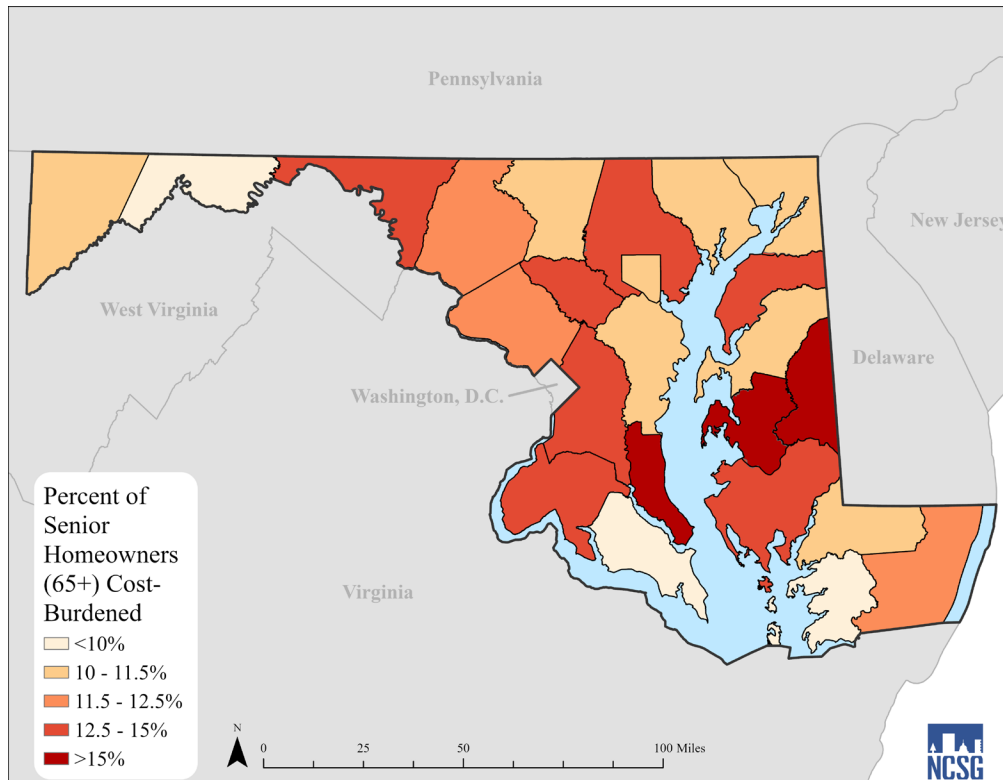 Pennsylvania
New Jersey
West Virginia
Delaware
Washington, D.C.
Virginia
Percent of
Senior
Homeowners
(65+) Cost-
Burdened
<10%
10 - 11.5%
11.5 - 12.5%
12.5 - 15%
>15%
N
0 25 50 100 Miles
NCSG